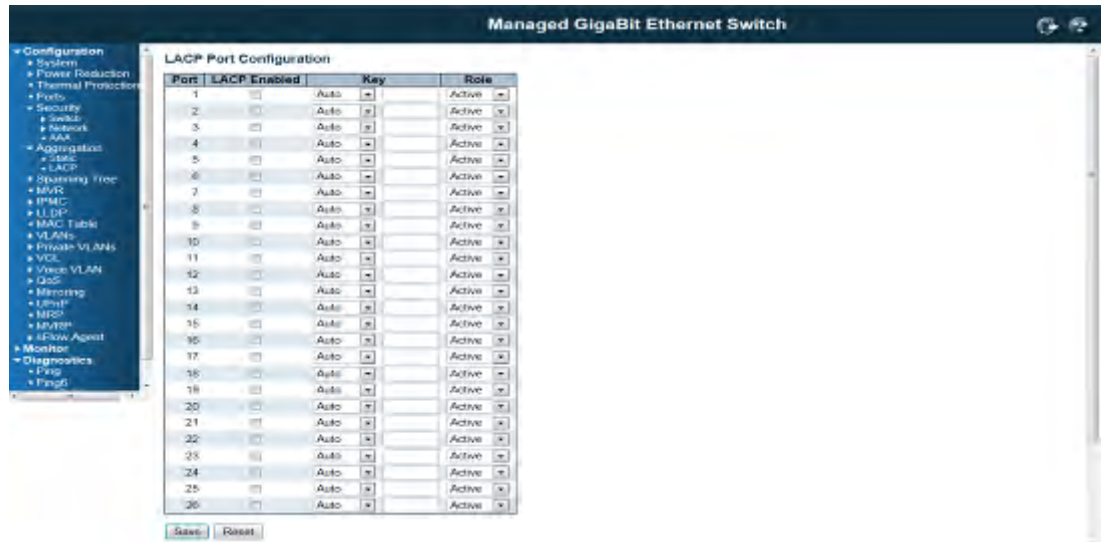 Managed GigaBit Ethernet Switch
Configuration
System
Power Reduction
Thermal Protection
Ports
Security
Switch
Network
AAA
Aggregation
Static
LACP
Spanning Tree
MVR
IPMC
LLDP
MAC Table
VLANs
Private VLANs
VCL
Voice VLAN
QoS
Mirroring
UPnP
MRP
MVRP
sFlow Agent
Monitor
Diagnostics
Ping
Ping6
LACP Port Configuration
Port LACP Enabled Key Role
1 Auto Active
2 Auto Active
3 Auto Active
4 Auto Active
5 Auto Active
6 Auto Active
7 Auto Active
8 Auto Active
9 Auto Active
10 Auto Active
11 Auto Active
12 Auto Active
13 Auto Active
14 Auto Active
15 Auto Active
16 Auto Active
17 Auto Active
18 Auto Active
19 Auto Active
20 Auto Active
21 Auto Active
22 Auto Active
23 Auto Active
24 Auto Active
25 Auto Active
26 Auto Active
Save Reset